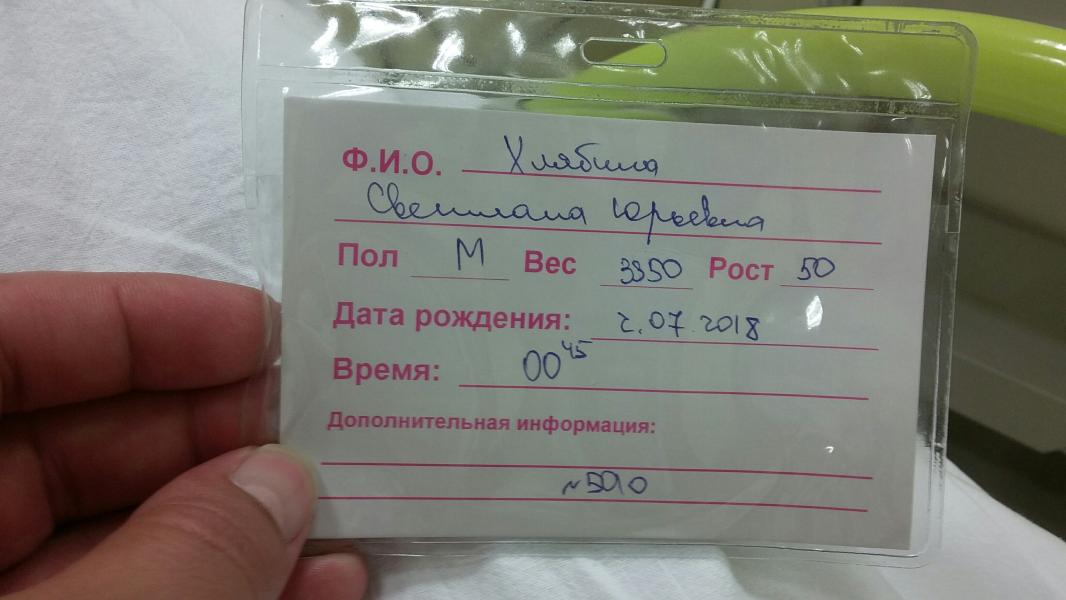 Ф.И.О. Хлябина
Светлана Юрьевна
Пол М Вес 3350 Рост 50
Дата рождения: 2.07.2018
Время: 00 45
Дополнительная информация:
№5010